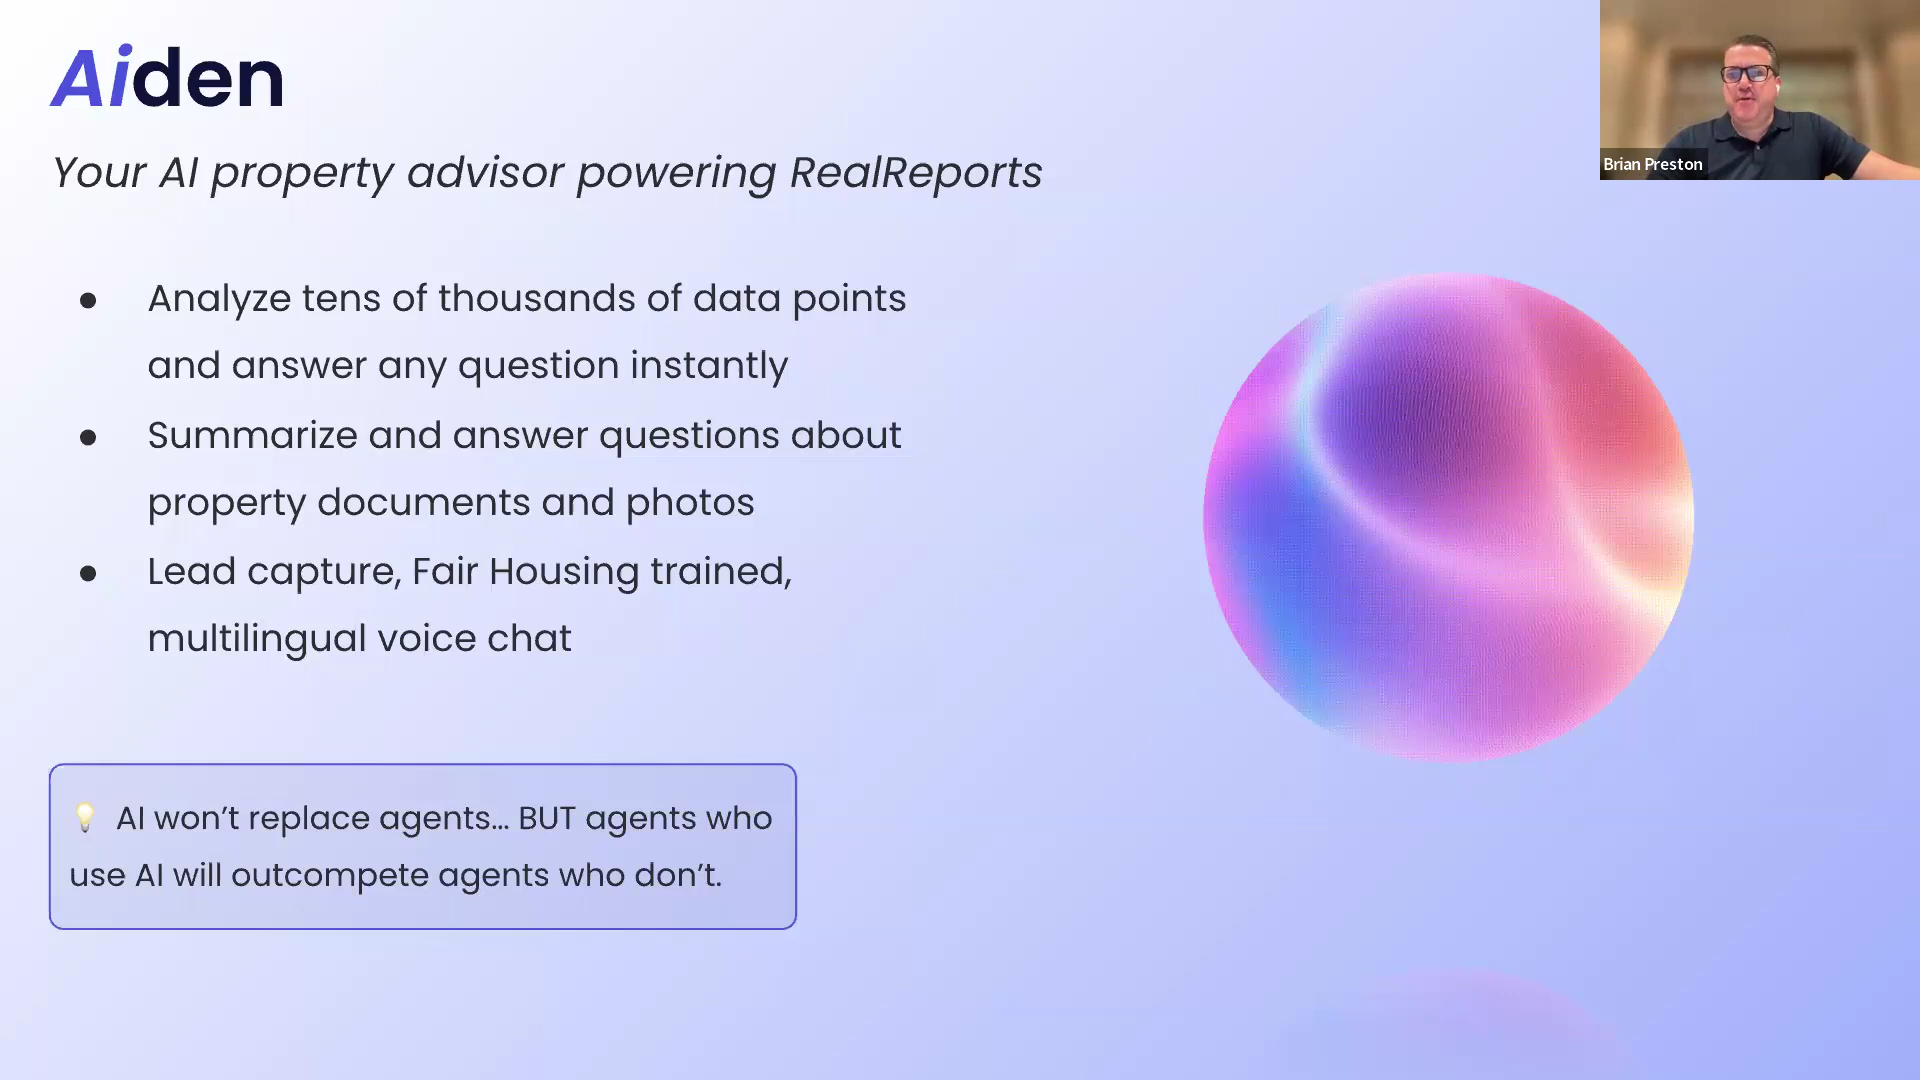 Aiden
Your AI property advisor powering RealReports
● Analyze tens of thousands of data points
and answer any question instantly
● Summarize and answer questions about
property documents and photos
● Lead capture, Fair Housing trained,
multilingual voice chat
💡 AI won’t replace agents... BUT agents who
use AI will outcompete agents who don’t.
Brian Preston